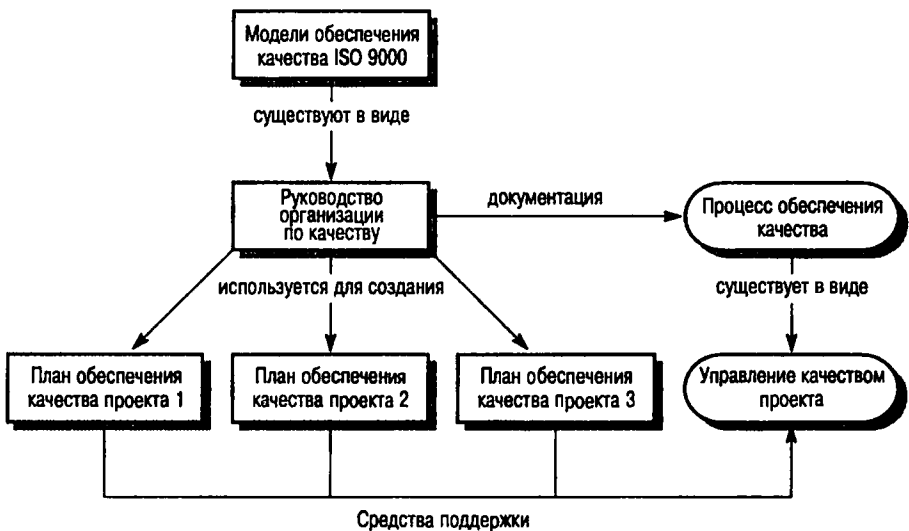 Модели обеспечения
качества ISO 9000
существуют в виде
Руководство
организации
по качеству
документация
Процесс обеспечения
качества
используется для создания
существует в виде
План обеспечения
качества проекта 1
План обеспечения
качества проекта 2
План обеспечения
качества проекта 3
Управление качеством
проекта
Средства поддержки